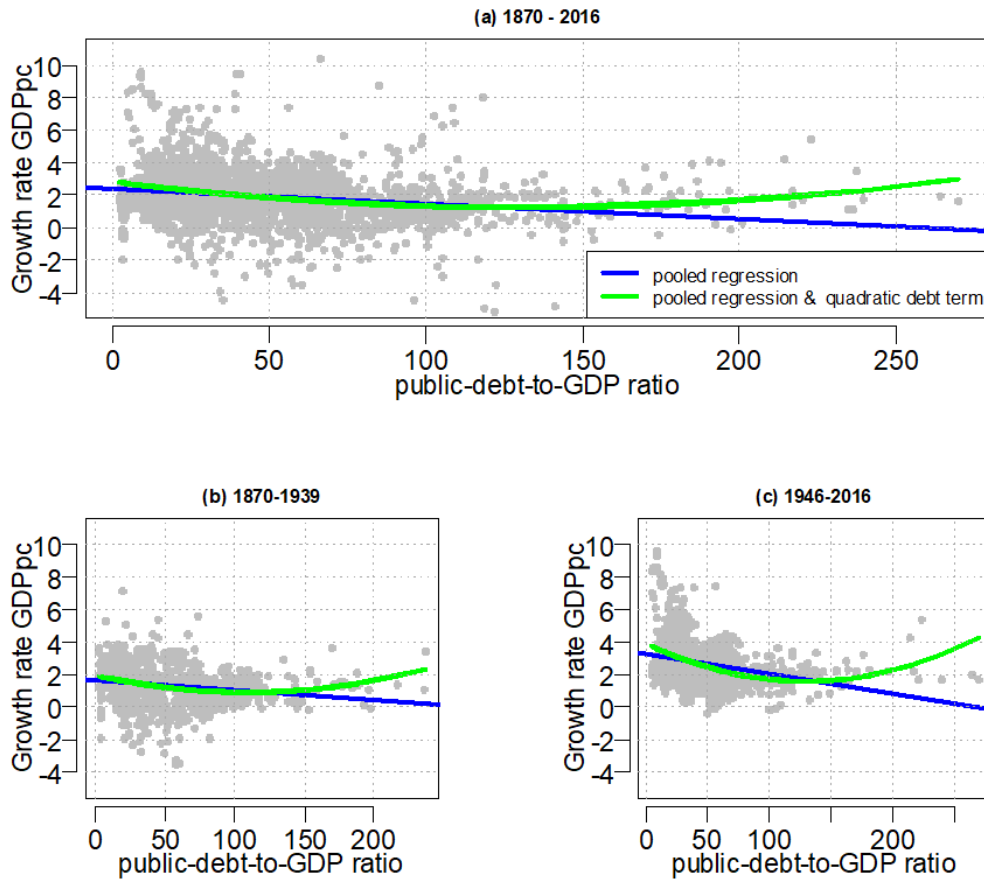 (a) 1870 - 2016
Growth rate GDPpc
10
8
6
4
2
0
-2
-4
pooled regression
pooled regression & quadratic debt term
0 50 100 150 200 250
public-debt-to-GDP ratio
(b) 1870-1939
Growth rate GDPpc
10
8
6
4
2
0
-2
-4
0 50 100 200
public-debt-to-GDP ratio
(c) 1946-2016
Growth rate GDPpc
10
8
6
4
2
0
-2
-4
0 50 100 200
public-debt-to-GDP ratio